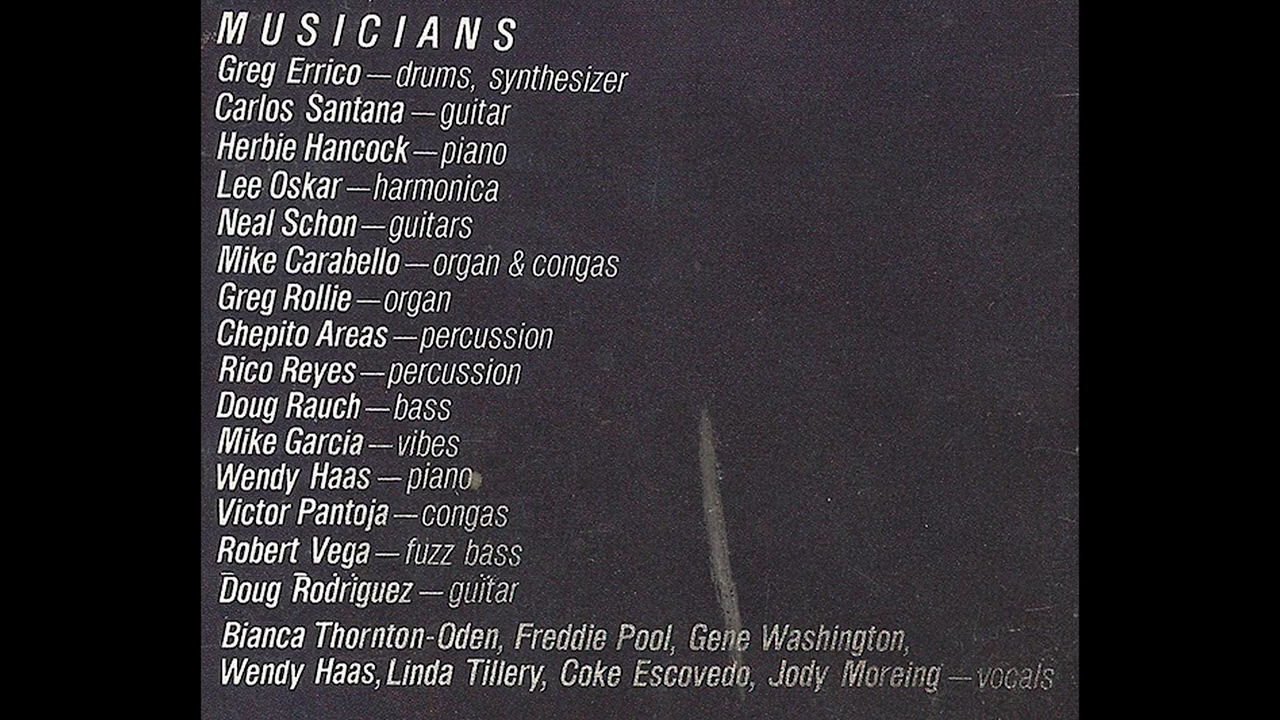 MUSICIANS
Greg Errico—drums, synthesizer
Carlos Santana—guitar
Herbie Hancock—piano
Lee Oskar—harmonica
Neal Schon—guitars
Mike Carabello—organ & congas
Greg Rollie—organ
Chepito Areas—percussion
Rico Reyes—percussion
Doug Rauch—bass
Mike Garcia—vibes
Wendy Haas—piano
Victor Pantoja—congas
Robert Vega—fuzz bass
Doug Rodriguez—guitar
Bianca Thornton-Oden, Freddie Pool, Gene Washington,
Wendy Haas, Linda Tillery, Coke Escovedo, Jody Moreing—vocals